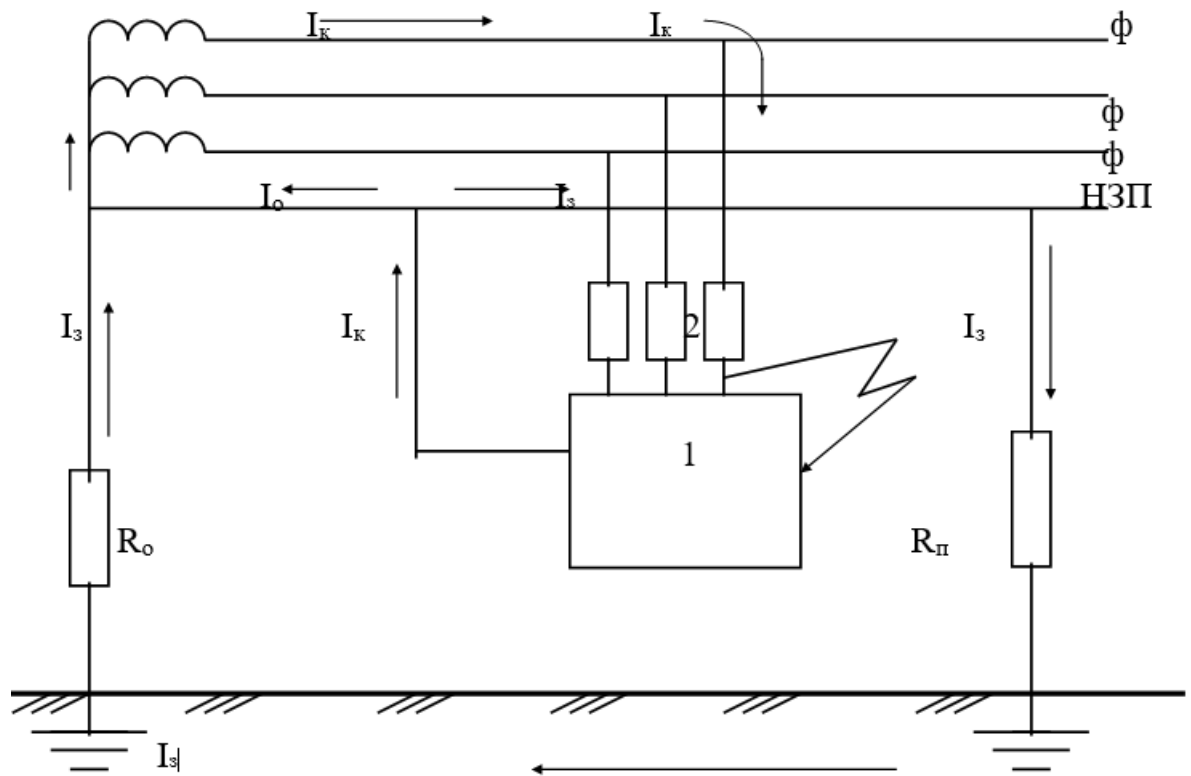 Iк Iк ф
ф
ф
Iо Iз НЗП
Iз Iк 2 Iз
1
Rо Rп
Iз